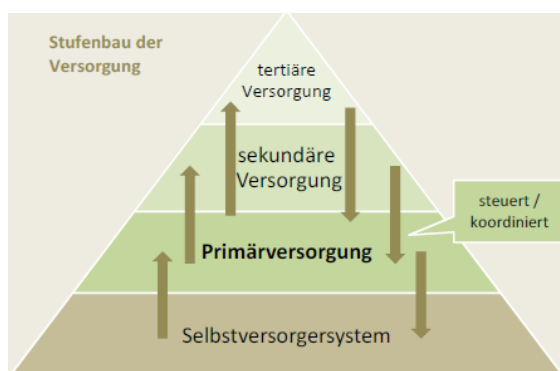 Stufenbau der
Versorgung
tertiäre
Versorgung
sekundäre
Versorgung
steuert /
koordiniert
Primärversorgung
Selbstversorgersystem